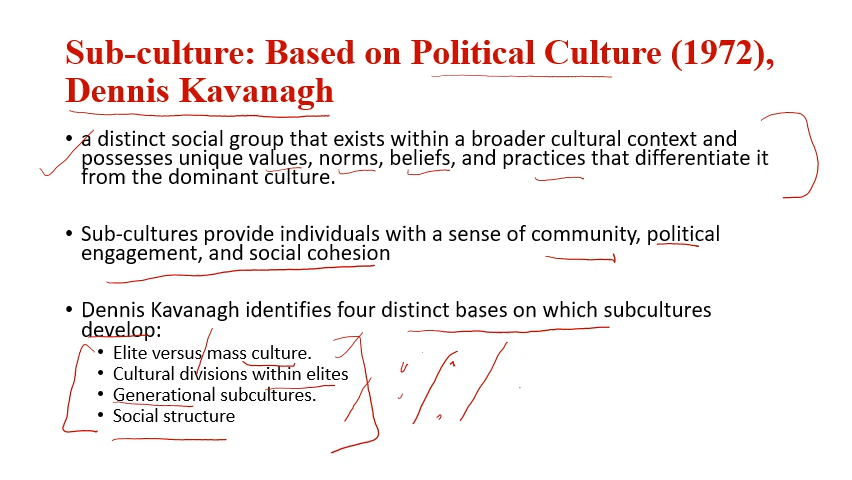 Sub-culture: Based on Political Culture (1972),
Dennis Kavanagh
• a distinct social group that exists within a broader cultural context and
possesses unique values, norms, beliefs, and practices that differentiate it
from the dominant culture.
• Sub-cultures provide individuals with a sense of community, political
engagement, and social cohesion
• Dennis Kavanagh identifies four distinct bases on which subcultures
develop:
• Elite versus mass culture.
• Cultural divisions within elites
• Generational subcultures.
• Social structure